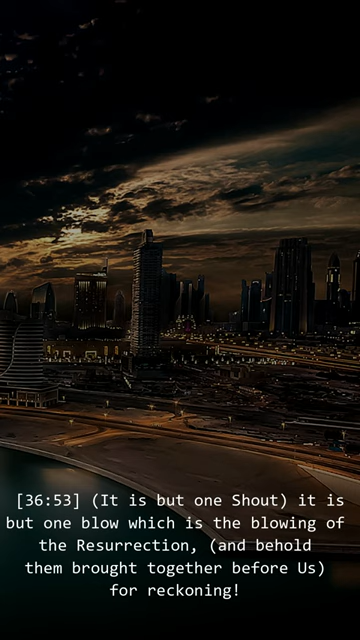 [36:53] (It is but one Shout) it is
but one blow which is the blowing of
the Resurrection, (and behold
them brought together before Us)
for reckoning!